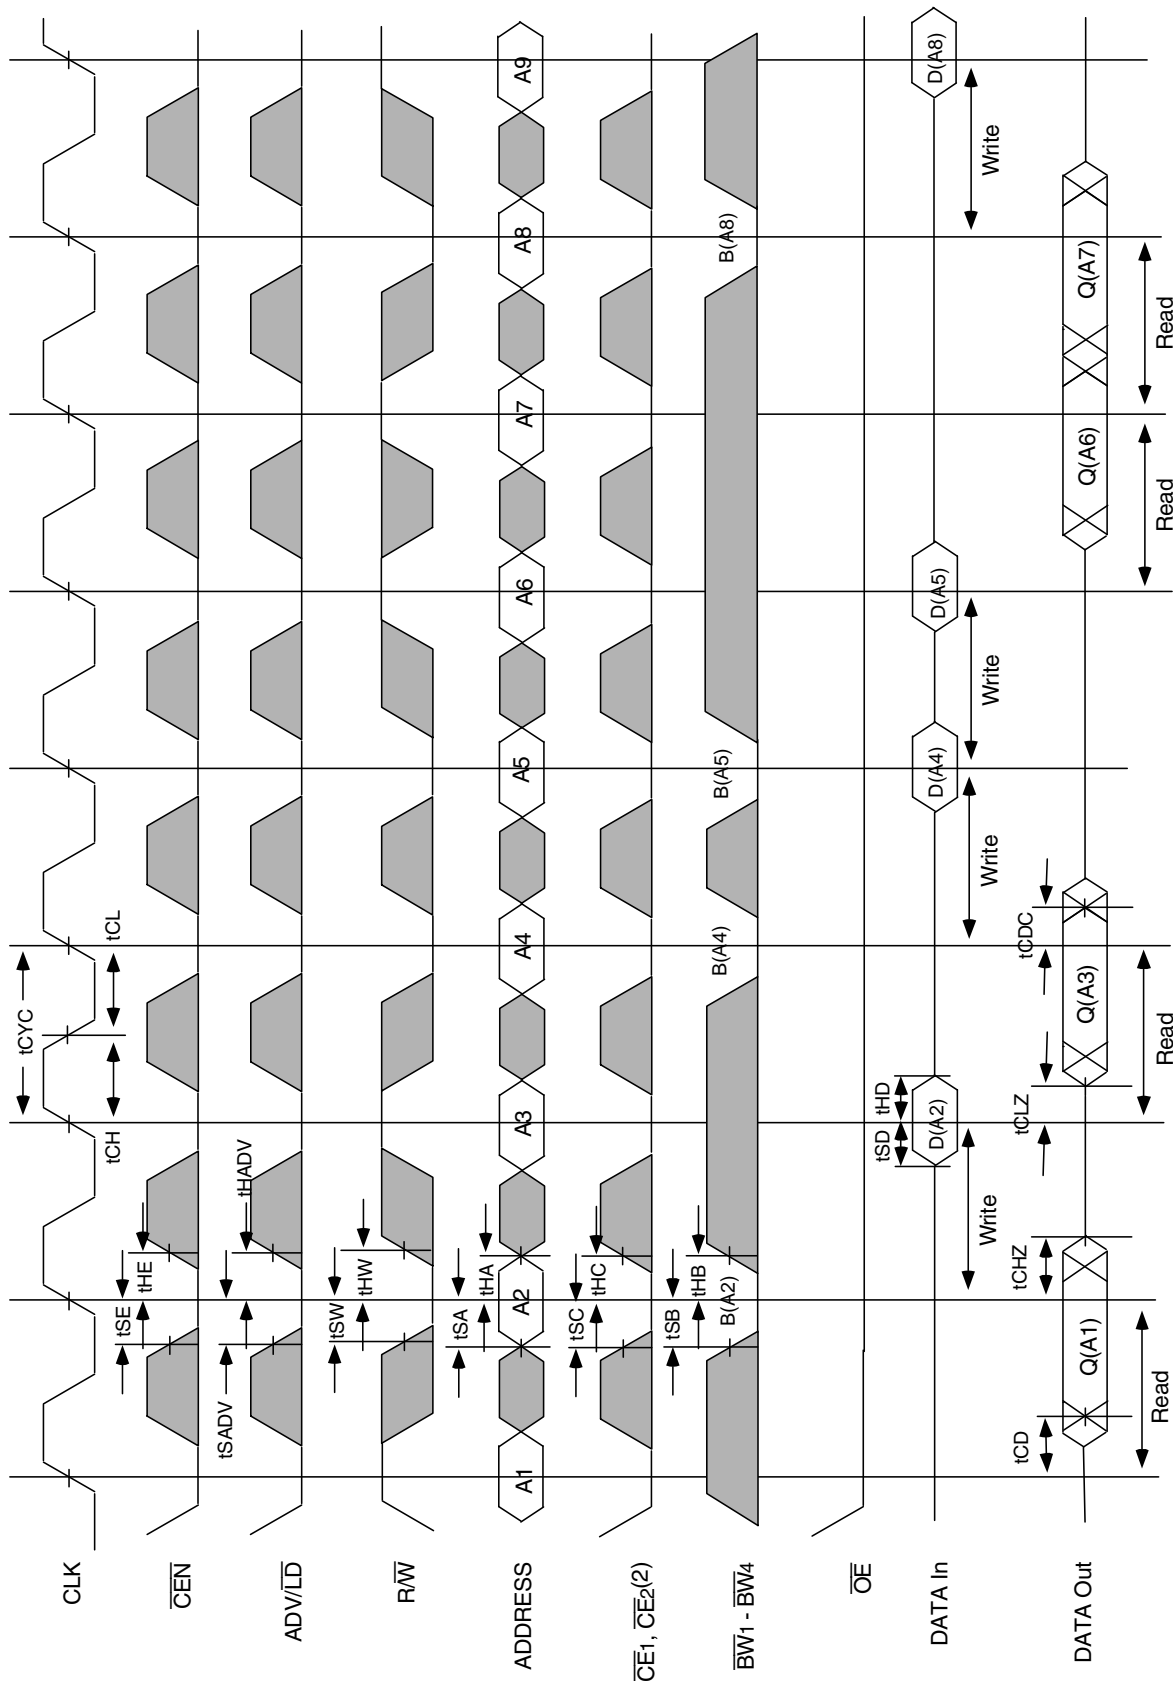 CLK
tCYC
tCH
tCL
CEN
tSE
tHE
ADV/LD
tSADV
tHADV
R/W
tSW
tHW
ADDRESS
A1
A2
A3
A4
A5
A6
A7
A8
A9
tSA
tHA
CE1, CE2(2)
tSC
tHC
BW1 - BW4
tSB
tHB
B(A2)
B(A4)
B(A5)
B(A8)
OE
DATA In
tSD
tHD
D(A2)
D(A4)
D(A5)
D(A8)
Write
Write
Write
Write
DATA Out
tCD
tCHZ
tCLZ
tCDC
Q(A1)
Q(A3)
Q(A6)
Q(A7)
Read
Read
Read
Read